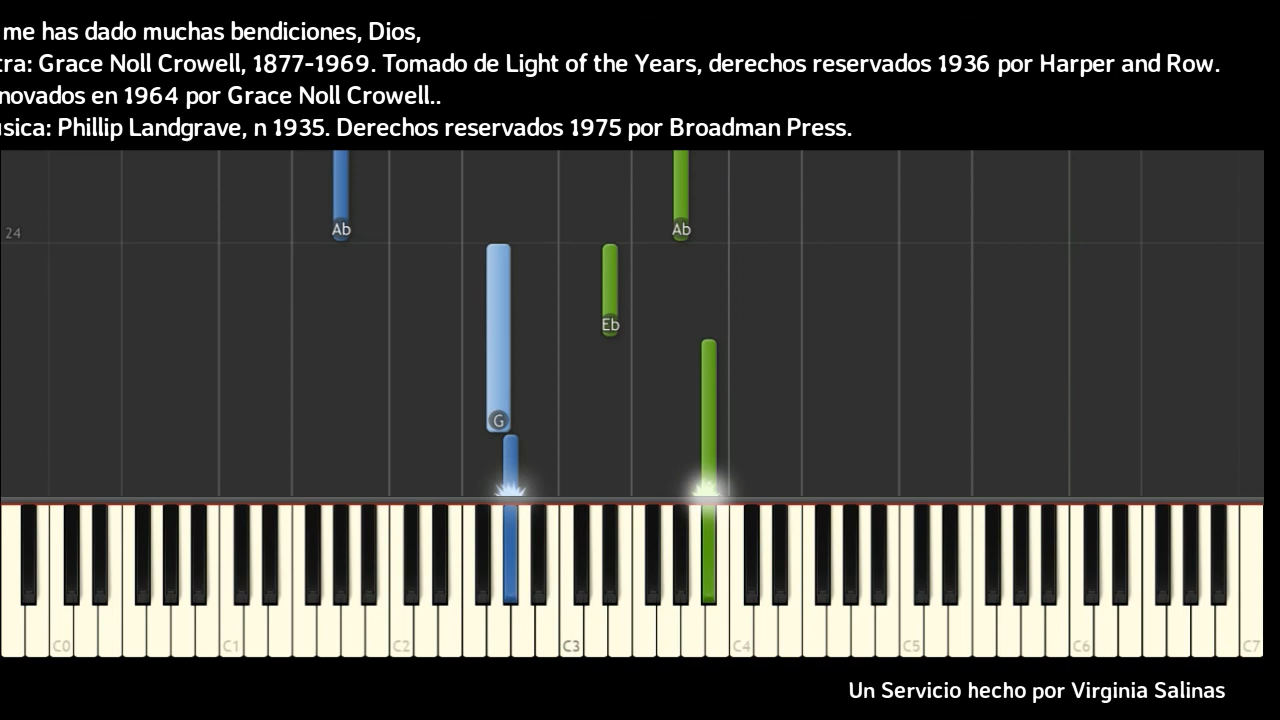 me has dado muchas bendiciones, Dios,
tra: Grace Noll Crowell, 1877-1969. Tomado de Light of the Years, derechos reservados 1936 por Harper and Row.
novados en 1964 por Grace Noll Crowell..
usica: Phillip Landgrave, n 1935. Derechos reservados 1975 por Broadman Press.
Ab Ab
24
Eb
G
C0 C1 C2 C3 C4 C5 C6 C7
Un Servicio hecho por Virginia Salinas